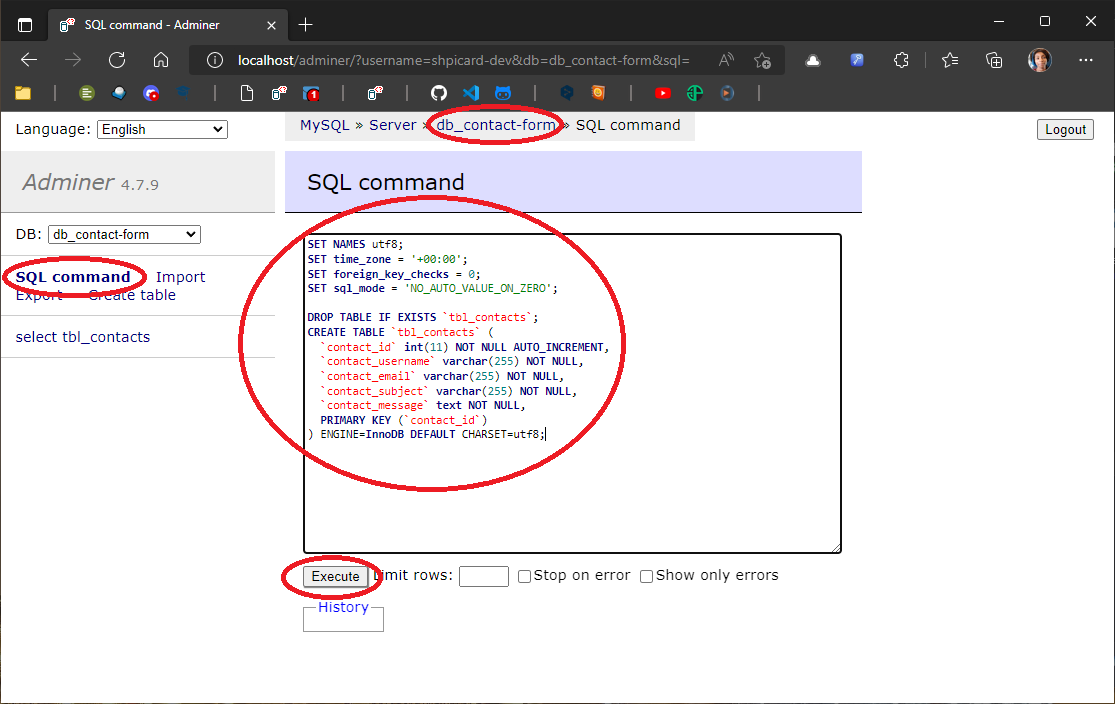 SQL command - Adminer
localhost/adminer/?username=shpicard-dev&db=db_contact-form&sql=
1
Language: English
MySQL » Server » db_contact-form » SQL command
Logout
Adminer 4.7.9
SQL command
DB: db_contact-form
SQL command Import
Export Create table
select tbl_contacts
SET NAMES utf8;
SET time_zone = '+00:00';
SET foreign_key_checks = 0;
SET sql_mode = 'NO_AUTO_VALUE_ON_ZERO';
DROP TABLE IF EXISTS `tbl_contacts`;
CREATE TABLE `tbl_contacts` (
`contact_id` int(11) NOT NULL AUTO_INCREMENT,
`contact_username` varchar(255) NOT NULL,
`contact_email` varchar(255) NOT NULL,
`contact_subject` varchar(255) NOT NULL,
`contact_message` text NOT NULL,
PRIMARY KEY (`contact_id`)
) ENGINE=InnoDB DEFAULT CHARSET=utf8;
Execute Limit rows: Stop on error Show only errors
History